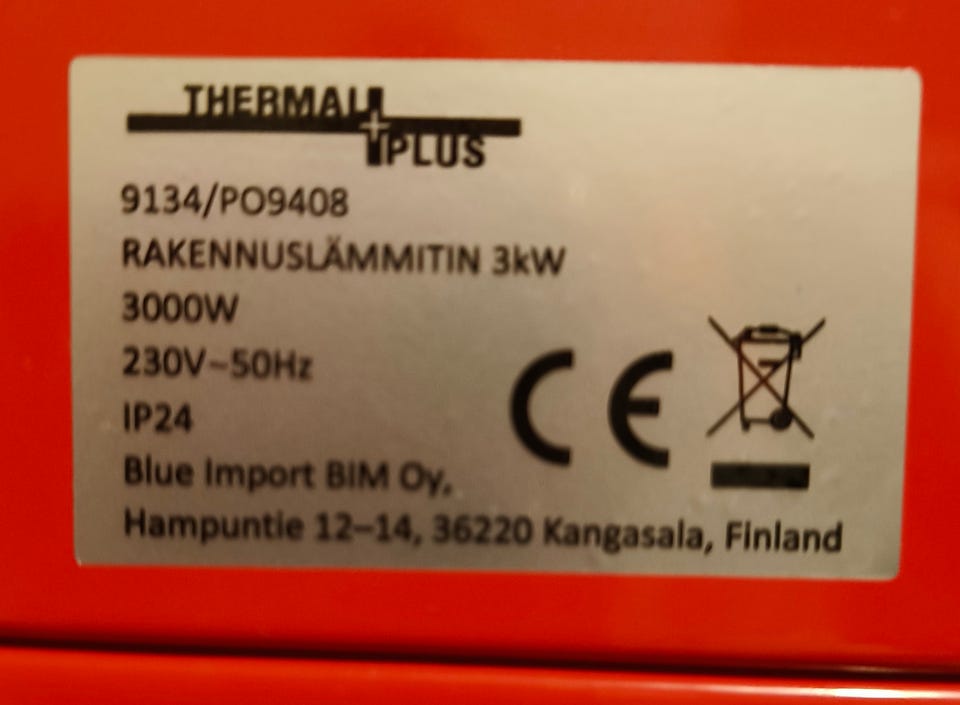 THERMAL
PLUS
9134/PO9408
RAKENNUSLÄMMITIN 3kW
3000W
230V~50Hz
IP24
CE
Blue Import BIM Oy,
Hampuntie 12–14, 36220 Kangasala, Finland